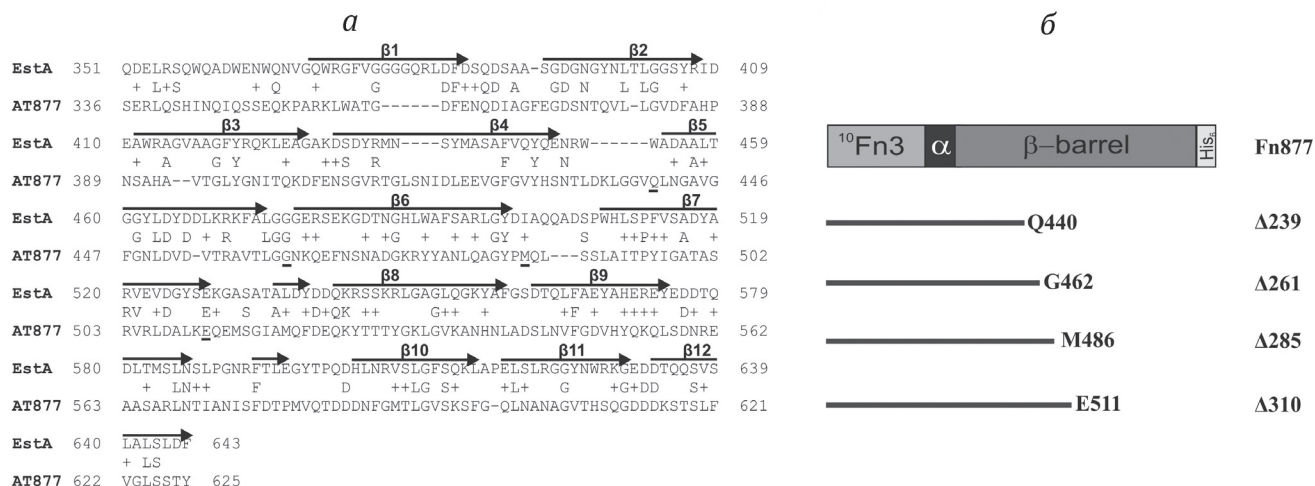 а
β1 β2
EstA 351 QDELRSQWQADWENWQNVGQWRGFVGGGGQRLDFDSQDSAA-SGDGNGYNLTLGGSYRID 409
+ L+S + Q + G DF++QD A GD N L LG +
AT877 336 SERLQSHINQIQSSEQKPARKLWATG------DFENQDIAGFEGDSNTQVL-LGVDFAHP 388
β3 β4 β5
EstA 410 EAWRAGVAAGFYRQKLEAGAKDSDYRMN---SYMASAFVQYQENRW------WADAALT 459
+ A G Y + ++S R F Y N + A+
AT877 389 NSAHA--VTGLYGNITQKDFENSGVRTGLSNIDLEEVGFGVYHSNTLDKLGGVQLNGAVG 446
β6 β7
EstA 460 GGYLDYDDLKRKFALGGGERSEKGDTNGHLWAFSARLGYDIAQQADSPWHLSPFVSADYA 519
G LD D + R LGG ++ +G + + + GY + S ++P++ A +
AT877 447 FGNLDVD-VTRAVTLGGNKQEFNSNADGKRYYANLQAGYPMQL---SSLAITPYIGATAS 502
β8 β9
EstA 520 RVEVDGYSEKGASATALDYDDQKRSSKRLGAGLQGKYAFGSDTQLFAEYAHEREYEDDTQ 579
RV +D E+ S A+ +D+QK ++ G++ + +F + ++++ +
AT877 503 RVRLDALKEQEMSGIAMQFDEQKYTTTYGKLGVKANHNLADSLNVFGDVHYQKQLSDNRE 562
β10 β11 β12
EstA 580 DLTMSLNSLPGNRFTLEGYTPQDHLNRVSLGFSQKLAPELSLRGGYNWRKGEDDTQQSVS 639
+ LN++ F D ++LG S+ +L+ G +G+DD S+
AT877 563 AASARLNTIANISFDTPMVQTDDDNFGMTLGVSKSFG-QLNANAGVTHSQGDDDKSTSLF 621
EstA 640 LALSLDF 643
+ LS
AT877 622 VGLSSTY 625
б
10Fn3 α β–barrel His6 Fn877
Q440 Δ239
G462 Δ261
M486 Δ285
E511 Δ310